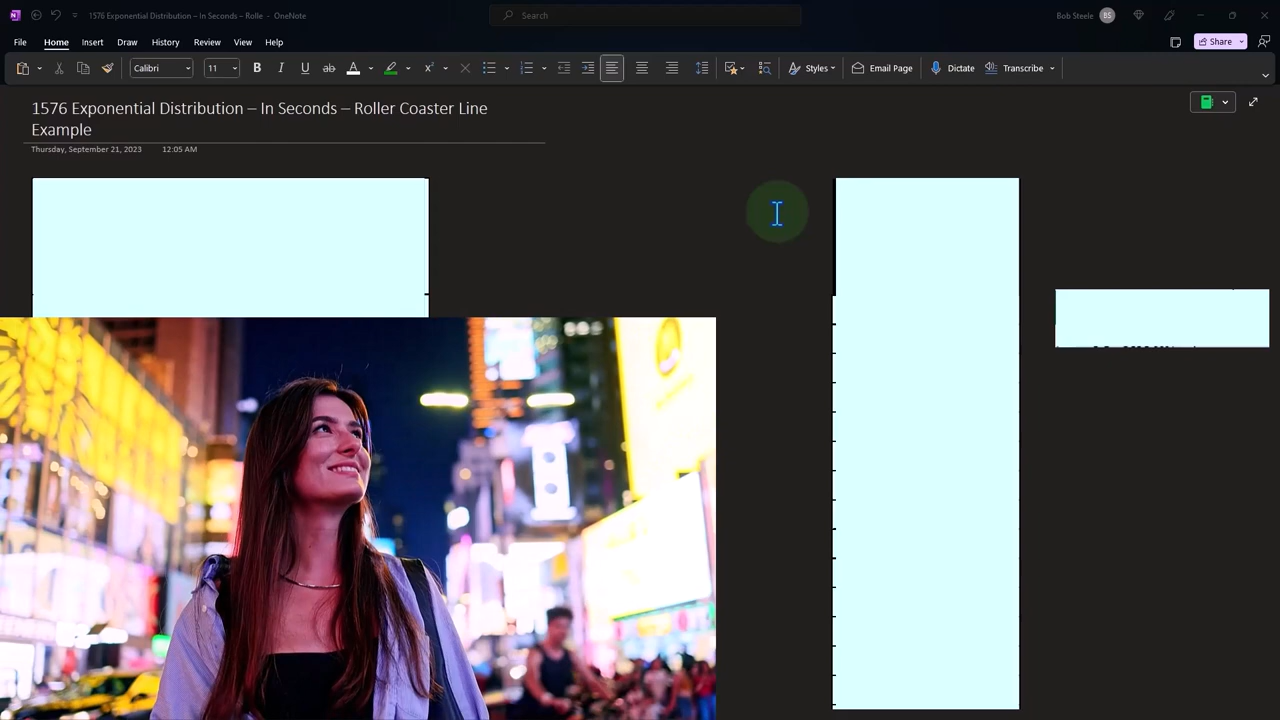 1576 Exponential Distribution – In Seconds – Rolle - OneNote
Search
Bob Steele
BS
File Home Insert Draw History Review View Help
Share
Calibri 11 B I U ab A x Styles Email Page Dictate Transcribe
1576 Exponential Distribution – In Seconds – Roller Coaster Line
Example
Thursday, September 21, 2023 12:05 AM